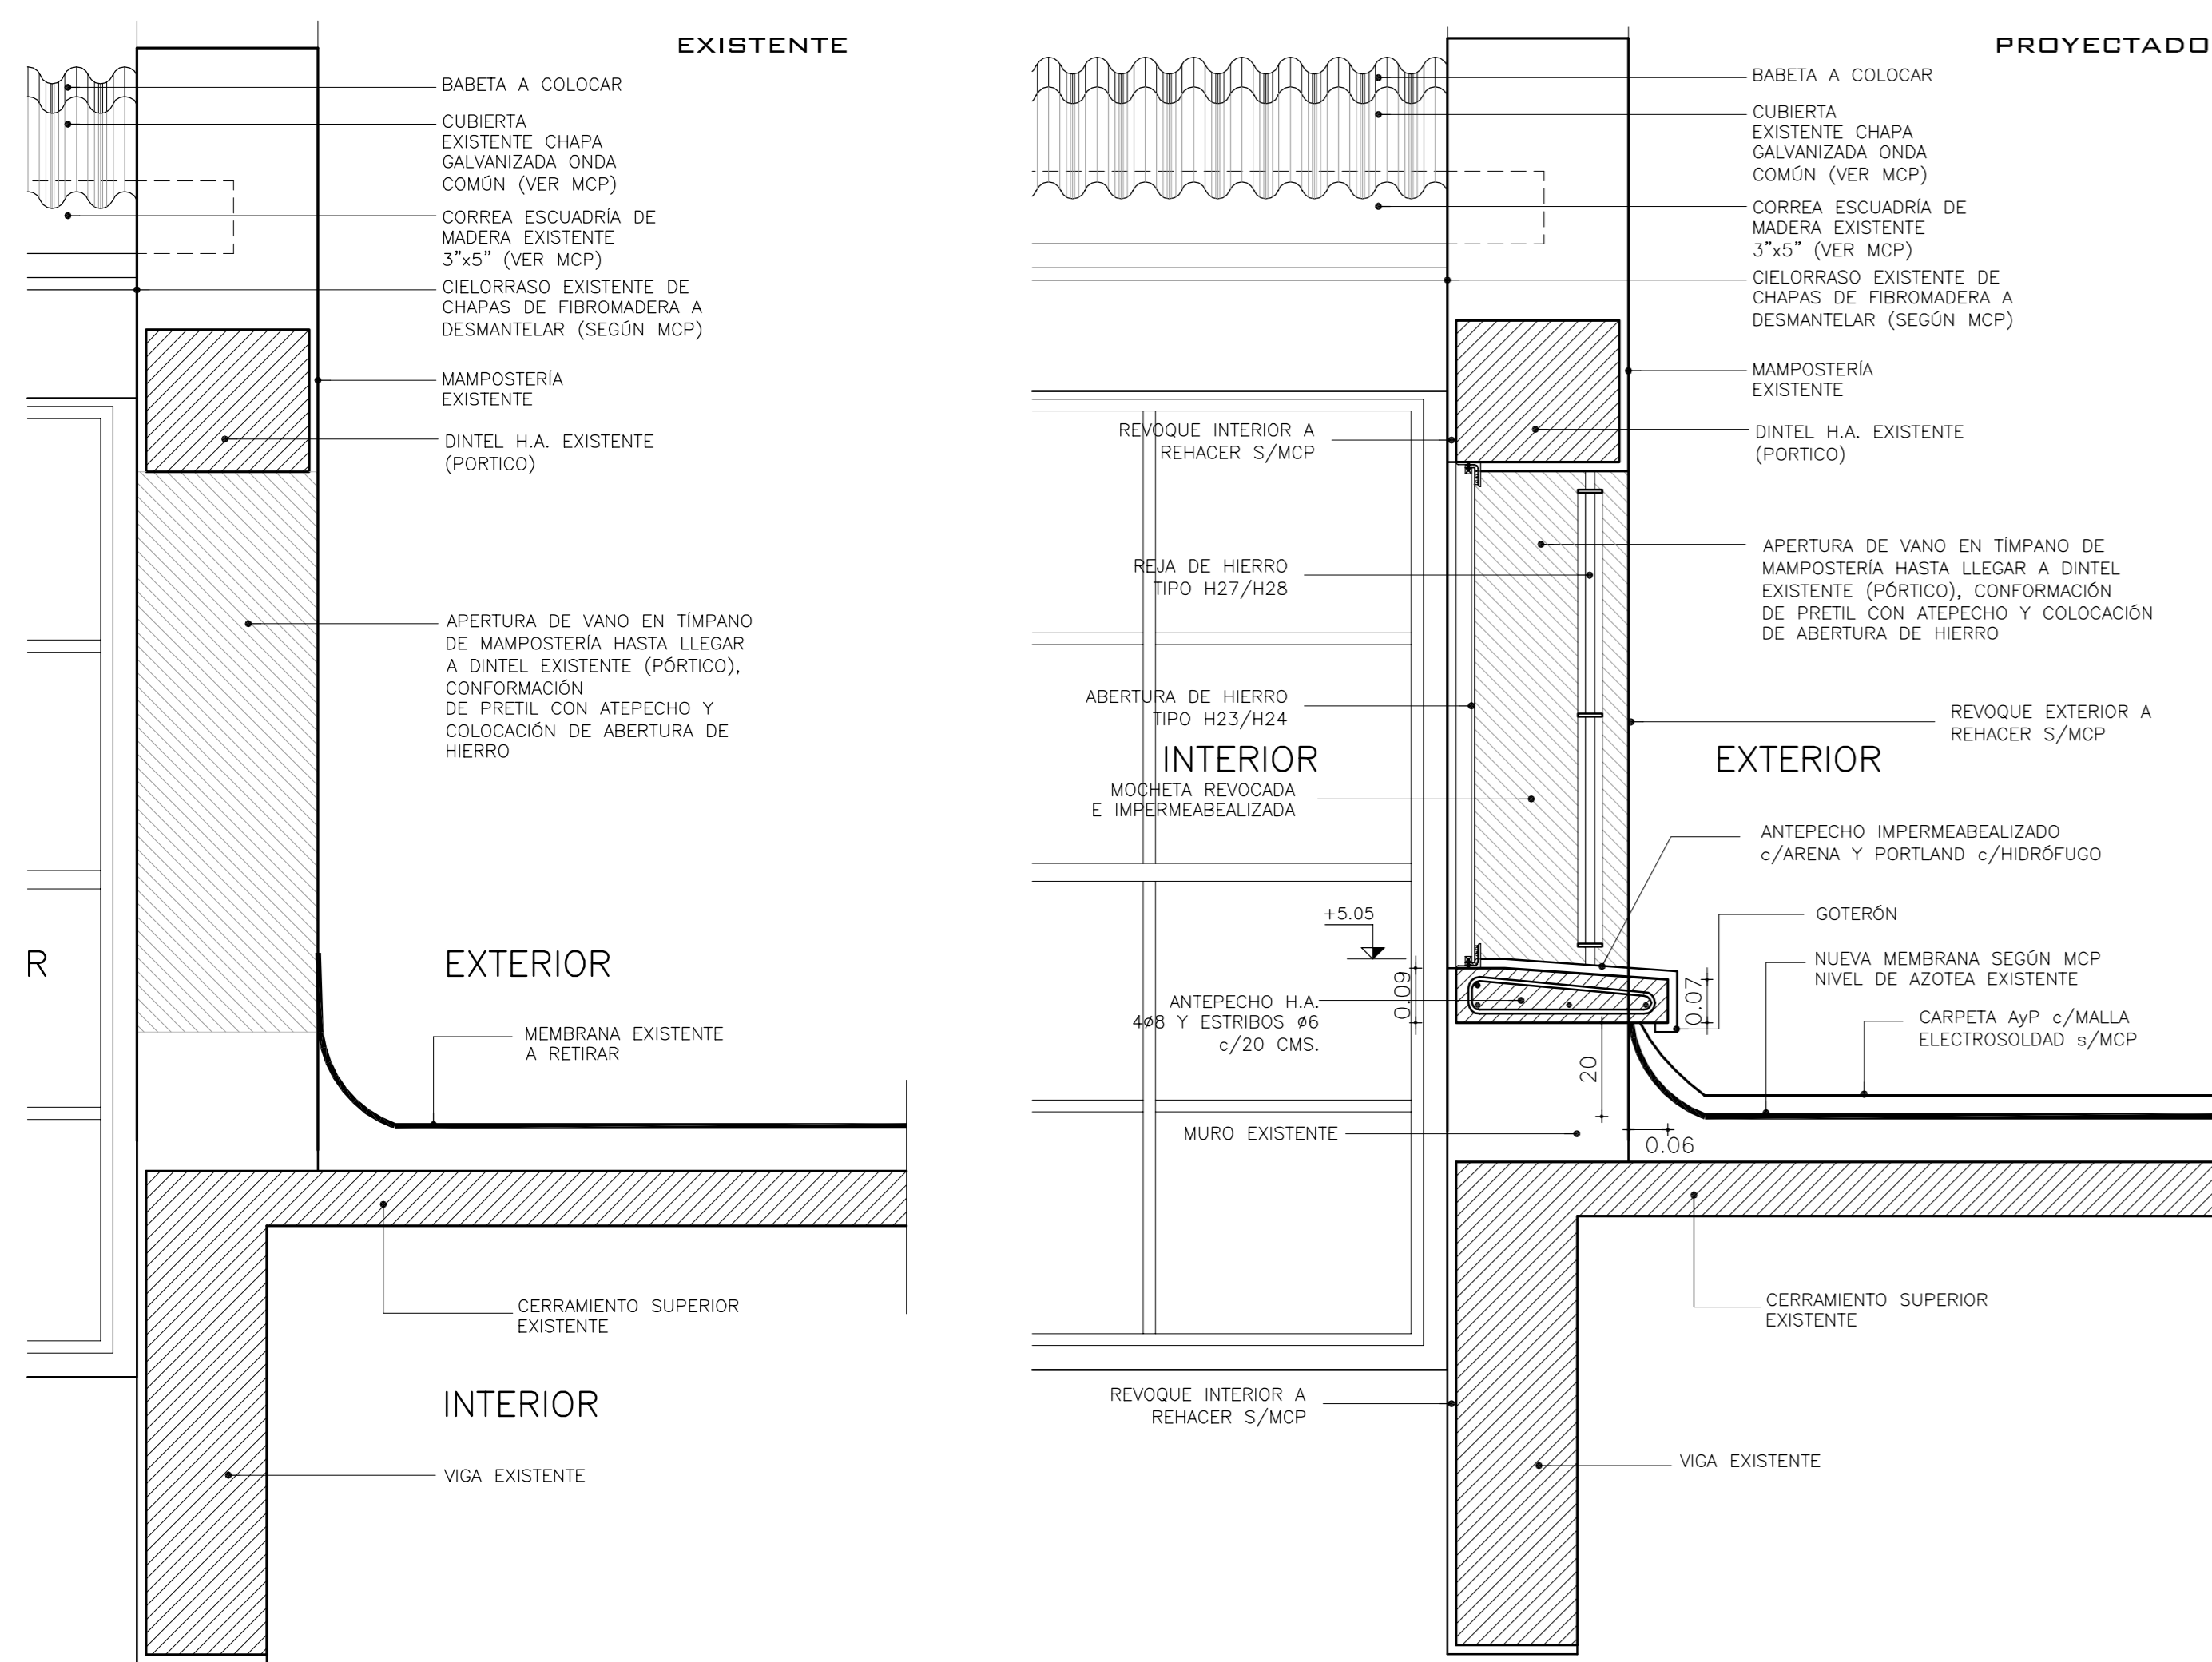 EXISTENTE
BABETA A COLOCAR
CUBIERTA
EXISTENTE CHAPA
GALVANIZADA ONDA
COMÚN (VER MCP)
CORREA ESCUADRÍA DE
MADERA EXISTENTE
3"x5" (VER MCP)
CIELORRASO EXISTENTE DE
CHAPAS DE FIBROMADERA A
DESMANTELAR (SEGÚN MCP)
MAMPOSTERÍA
EXISTENTE
DINTEL H.A. EXISTENTE
(PORTICO)
APERTURA DE VANO EN TÍMPANO
DE MAMPOSTERÍA HASTA LLEGAR
A DINTEL EXISTENTE (PÓRTICO),
CONFORMACIÓN
DE PRETIL CON ATEPECHO Y
COLOCACIÓN DE ABERTURA DE
HIERRO
R
EXTERIOR
MEMBRANA EXISTENTE
A RETIRAR
CERRAMIENTO SUPERIOR
EXISTENTE
INTERIOR
VIGA EXISTENTE
PROYECTADO
BABETA A COLOCAR
CUBIERTA
EXISTENTE CHAPA
GALVANIZADA ONDA
COMÚN (VER MCP)
CORREA ESCUADRÍA DE
MADERA EXISTENTE
3"x5" (VER MCP)
CIELORRASO EXISTENTE DE
CHAPAS DE FIBROMADERA A
DESMANTELAR (SEGÚN MCP)
MAMPOSTERÍA
EXISTENTE
DINTEL H.A. EXISTENTE
(PORTICO)
REVOQUE INTERIOR A
REHACER S/MCP
APERTURA DE VANO EN TÍMPANO DE
MAMPOSTERÍA HASTA LLEGAR A DINTEL
EXISTENTE (PÓRTICO), CONFORMACIÓN
DE PRETIL CON ATEPECHO Y COLOCACIÓN
DE ABERTURA DE HIERRO
REJA DE HIERRO
TIPO H27/H28
ABERTURA DE HIERRO
TIPO H23/H24
REVOQUE EXTERIOR A
REHACER S/MCP
INTERIOR
EXTERIOR
MOCHETA REVOCADA
E IMPERMEABEALIZADA
ANTEPECHO IMPERMEABEALIZADO
c/ARENA Y PORTLAND c/HIDRÓFUGO
+5.05
GOTERÓN
NUEVA MEMBRANA SEGÚN MCP
NIVEL DE AZOTEA EXISTENTE
0.09
0.07
ANTEPECHO H.A.
4ø8 Y ESTRIBOS ø6
c/20 CMS.
CARPETA AyP c/MALLA
ELECTROSOLDAD s/MCP
20
MURO EXISTENTE
0.06
CERRAMIENTO SUPERIOR
EXISTENTE
REVOQUE INTERIOR A
REHACER S/MCP
VIGA EXISTENTE